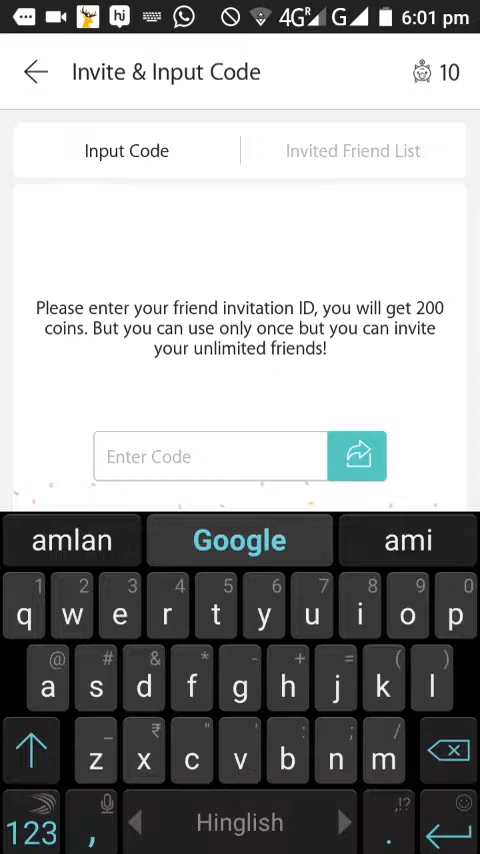 hi 4G R G 6:01 pm
Invite & Input Code 10
Input Code Invited Friend List
Please enter your friend invitation ID, you will get 200
coins. But you can use only once but you can invite
your unlimited friends!
Enter Code
amlan Google ami
1 2 3 4 5 6 7 8 9 0
q w e r t y u i o p
@ # & * - + = ( )
a s d f g h j k l
_ ₹ " ' : ; /
z x c v b n m
,!?
123 , Hinglish .